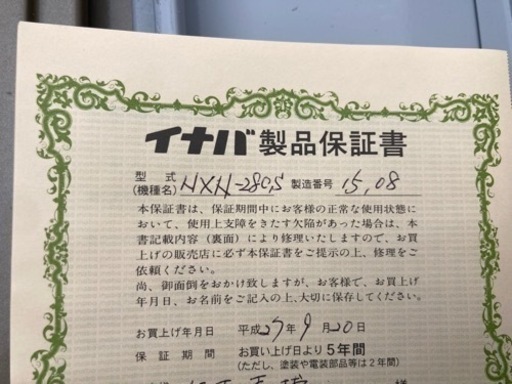 イナバ 製品保証書
型式(機種名) NXN-280S 製造番号 15,08
本保証書は、保証期間中にお客様の正常な使用状態に
おいて、使用上支障をきたす欠陥があった場合は、本
書記載内容（裏面）により修理いたしますので、お買
上げの販売店に必ず本保証書をご提示の上、修理をご
依頼ください。
尚、御面倒をおかけ致しますが、お客様で、お買上げ
年月日、お名前をご記入の上、大切に保存してください。
お買上げ年月日 平成27年9月20日
保証期間 お買い上げ日より5年間
（ただし、塗装や電装部品等は2年間）
様